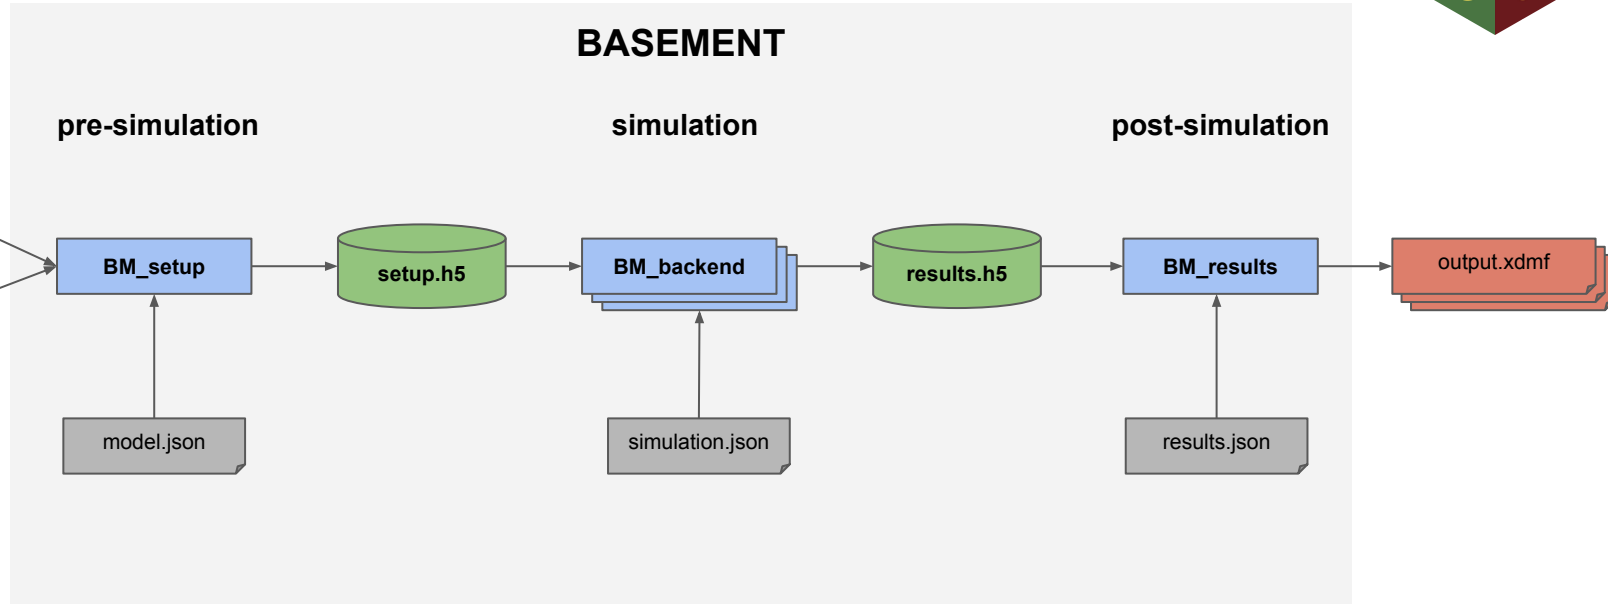 BASEMENT
pre-simulation
simulation
post-simulation
BM_setup
setup.h5
BM_backend
results.h5
BM_results
output.xdmf
model.json
simulation.json
results.json